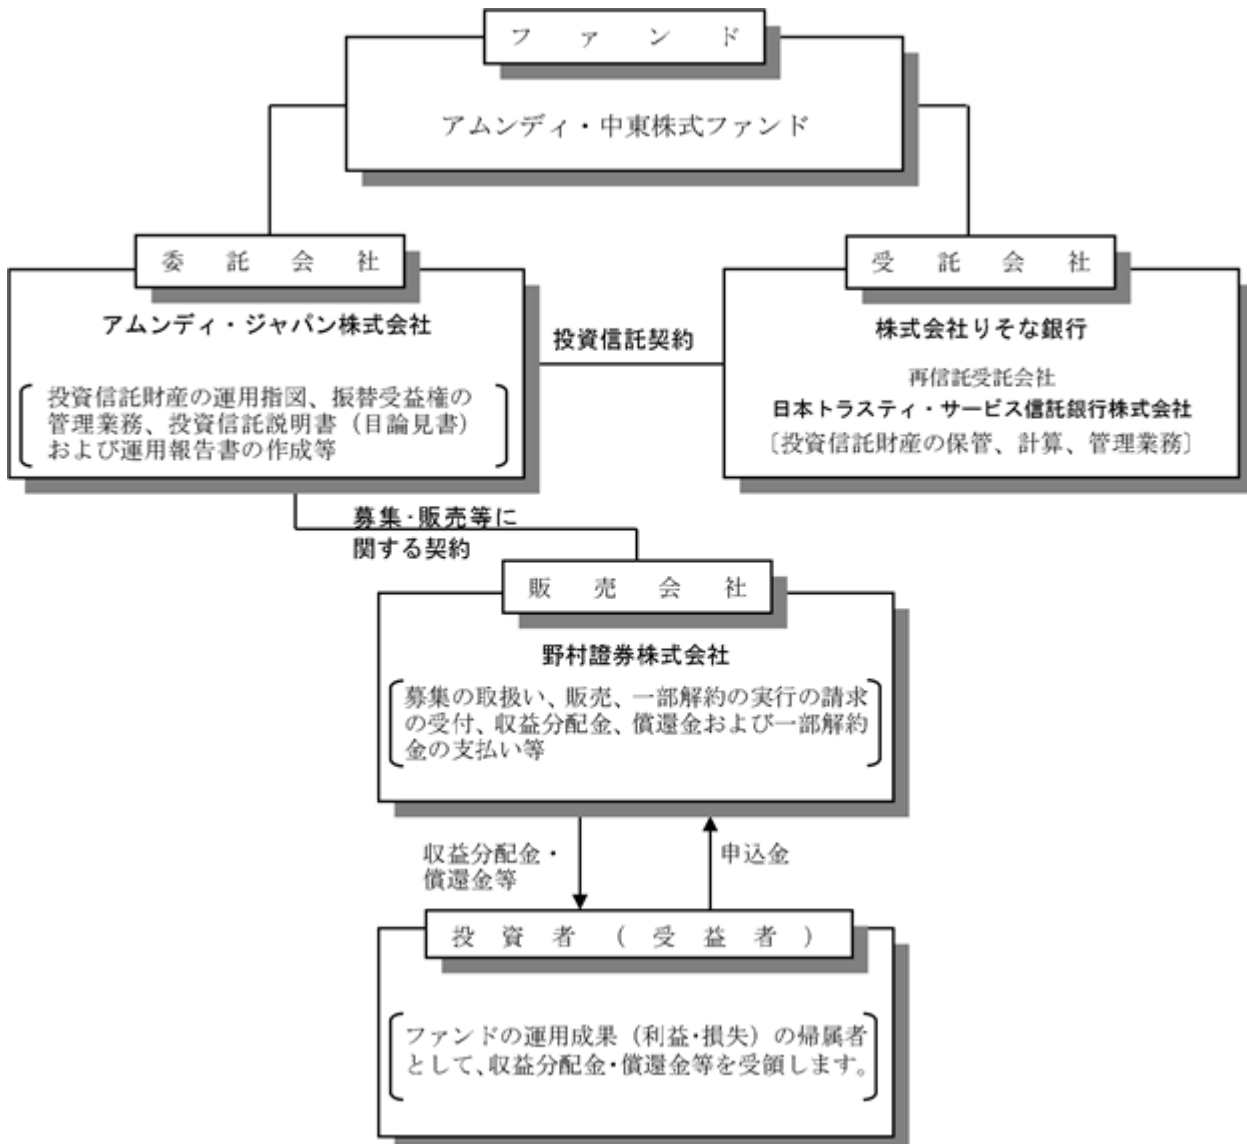 ファンド
アムンディ・中東株式ファンド
委託会社
アムンディ・ジャパン株式会社
投資信託財産の運用指図、振替受益権の
管理業務、投資信託説明書（目論見書）
および運用報告書の作成等
投資信託契約
受託会社
株式会社りそな銀行
再信託受託会社
日本トラスティ・サービス信託銀行株式会社
〔投資信託財産の保管、計算、管理業務〕
募集・販売等に
関する契約
販売会社
野村證券株式会社
募集の取扱い、販売、一部解約の実行の請求
の受付、収益分配金、償還金および一部解約
金の支払い等
収益分配金・
償還金等
申込金
投資者（受益者）
ファンドの運用成果（利益・損失）の帰属者
として、収益分配金・償還金等を受領します。